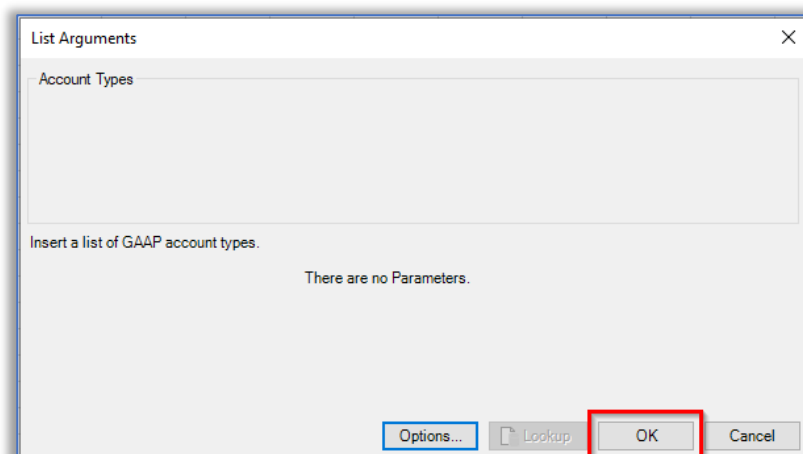 List Arguments
Account Types
Insert a list of GAAP account types.
There are no Parameters.
Options... Lookup OK Cancel